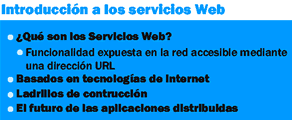 Introducción a los servicios Web
¿Qué son los Servicios Web?
Funcionalidad expuesta en la red accesible mediante
una dirección URL
Basados en tecnologías de Internet
Ladrillos de contrucción
El futuro de las aplicaciones distribuidas